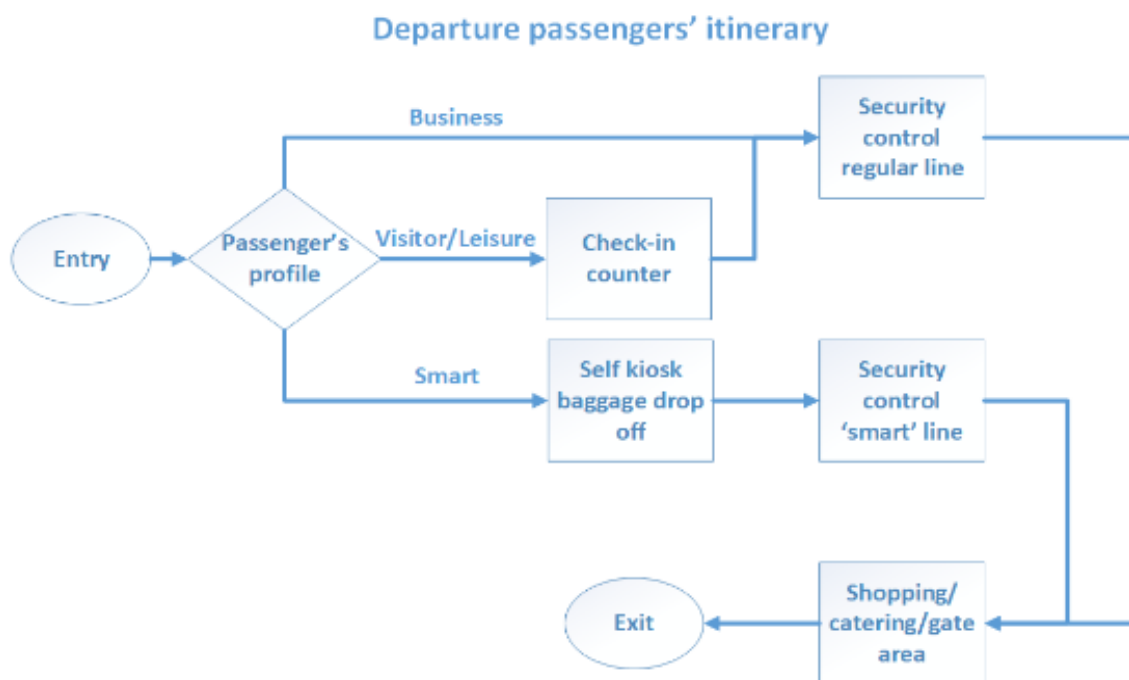 Departure passengers' itinerary
Business
Security
control
regular line
Entry
Passenger's
profile
Visitor/Leisure
Check-in
counter
Smart
Self kiosk
baggage drop
off
Security
control
‘smart’ line
Exit
Shopping/
catering/gate
area